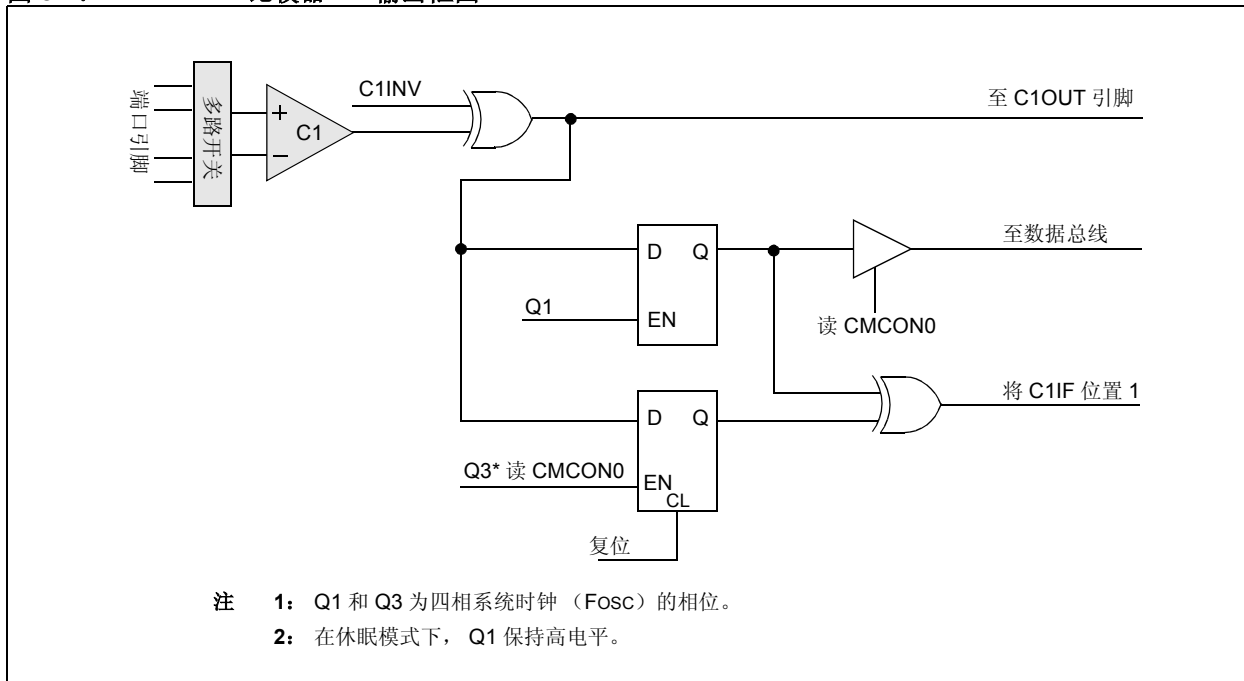 C1INV
至 C1OUT 引脚
端口引脚
多路开关
+
C1
−
至数据总线
D Q
Q1
EN
读 CMCON0
将 C1IF 位置 1
D Q
Q3* 读 CMCON0
EN
CL
复位
注 1: Q1 和 Q3 为四相系统时钟 (FOSC) 的相位。
2: 在休眠模式下, Q1 保持高电平。